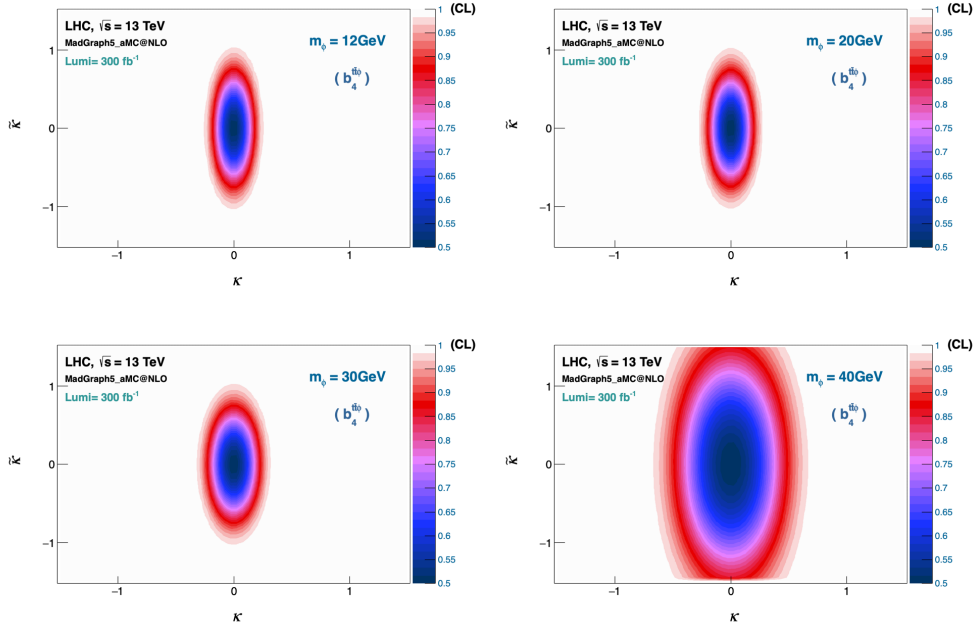 LHC, √s = 13 TeV
MadGraph5_aMC@NLO
Lumi= 300 fb⁻¹
m_ϕ = 12GeV
( b₄^{tt̄ϕ} )
(CL)
1
0.95
0.9
0.85
0.8
0.75
0.7
0.65
0.6
0.55
0.5
1
0
−1
κ̃
−1 0 1
κ
LHC, √s = 13 TeV
MadGraph5_aMC@NLO
Lumi= 300 fb⁻¹
m_ϕ = 20GeV
( b₄^{tt̄ϕ} )
(CL)
1
0.95
0.9
0.85
0.8
0.75
0.7
0.65
0.6
0.55
0.5
1
0
−1
κ̃
−1 0 1
κ
LHC, √s = 13 TeV
MadGraph5_aMC@NLO
Lumi= 300 fb⁻¹
m_ϕ = 30GeV
( b₄^{tt̄ϕ} )
(CL)
1
0.95
0.9
0.85
0.8
0.75
0.7
0.65
0.6
0.55
0.5
1
0
−1
κ̃
−1 0 1
κ
LHC, √s = 13 TeV
MadGraph5_aMC@NLO
Lumi= 300 fb⁻¹
m_ϕ = 40GeV
( b₄^{tt̄ϕ} )
(CL)
1
0.95
0.9
0.85
0.8
0.75
0.7
0.65
0.6
0.55
0.5
1
0
−1
κ̃
−1 0 1
κ